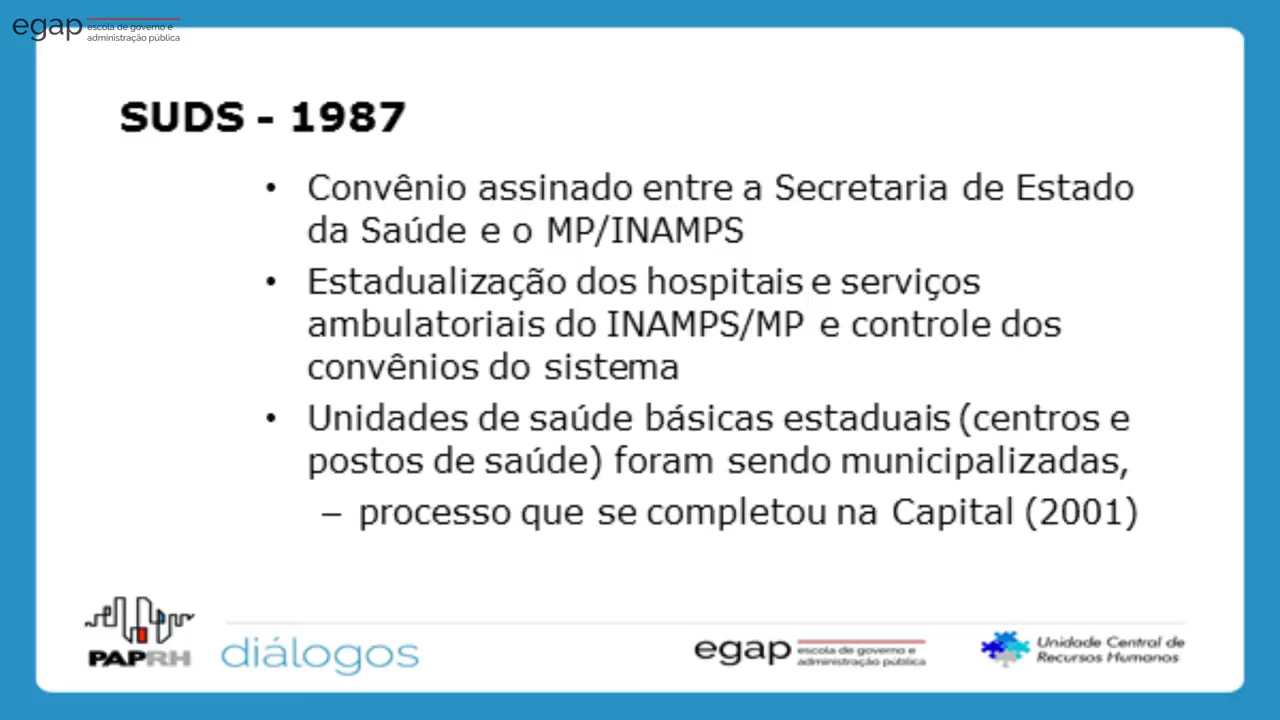 egap escola de governo e
administração pública
SUDS - 1987
• Convênio assinado entre a Secretaria de Estado
da Saúde e o MP/INAMPS
• Estadualização dos hospitais e serviços
ambulatoriais do INAMPS/MP e controle dos
convênios do sistema
• Unidades de saúde básicas estaduais (centros e
postos de saúde) foram sendo municipalizadas,
– processo que se completou na Capital (2001)
PAPRH
diálogos
egap escola de governo e
administração pública
Unidade Central de
Recursos Humanos